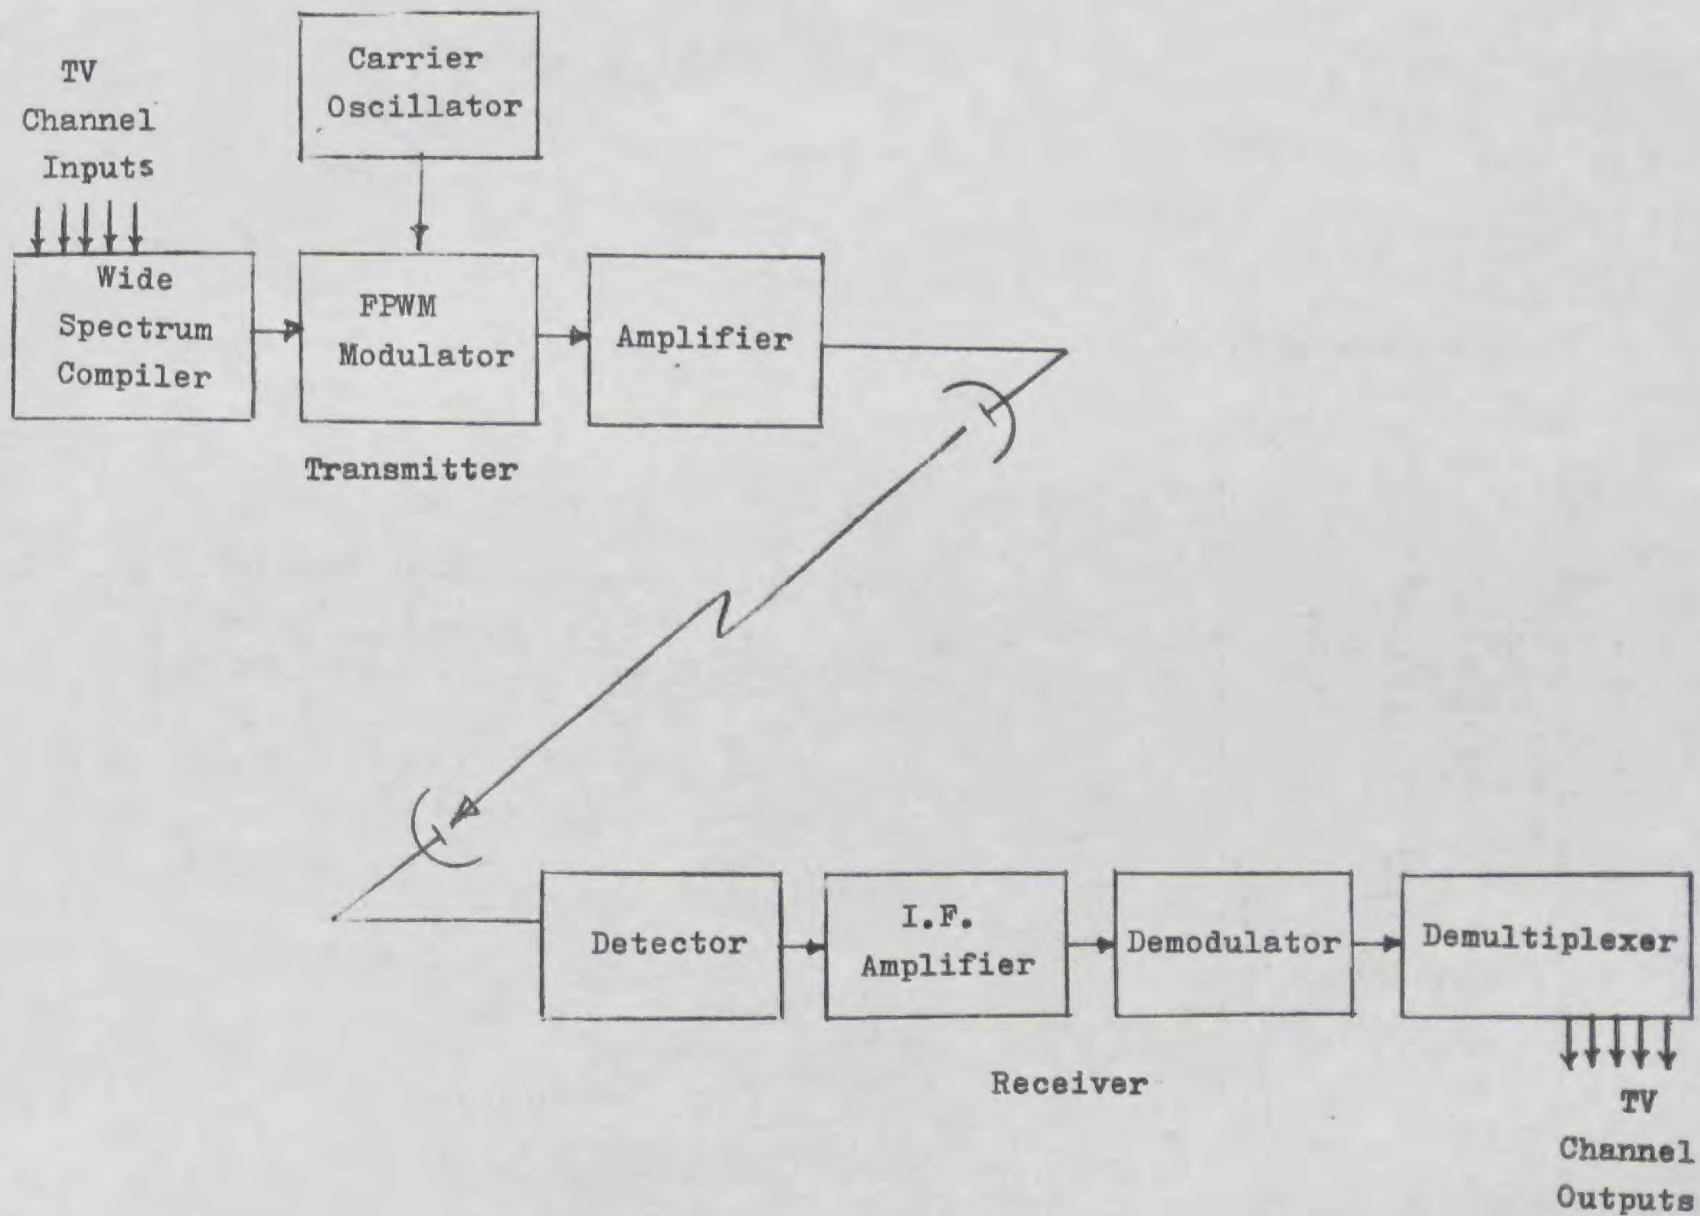 TV
Channel
Inputs
Carrier
Oscillator
Wide
Spectrum
Compiler
FPWM
Modulator
Amplifier
Transmitter
Detector
I.F.
Amplifier
Demodulator
Demultiplexer
Receiver
TV
Channel
Outputs